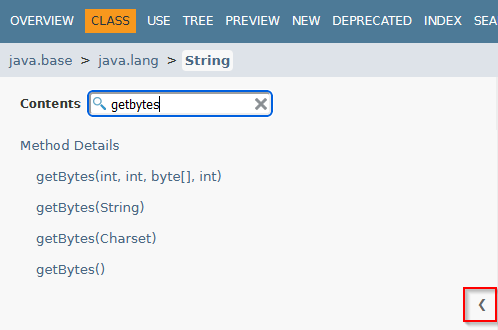 OVERVIEW CLASS USE TREE PREVIEW NEW DEPRECATED INDEX SEA
java.base > java.lang > String
Contents getbytes
Method Details
getBytes(int, int, byte[], int)
getBytes(String)
getBytes(Charset)
getBytes()